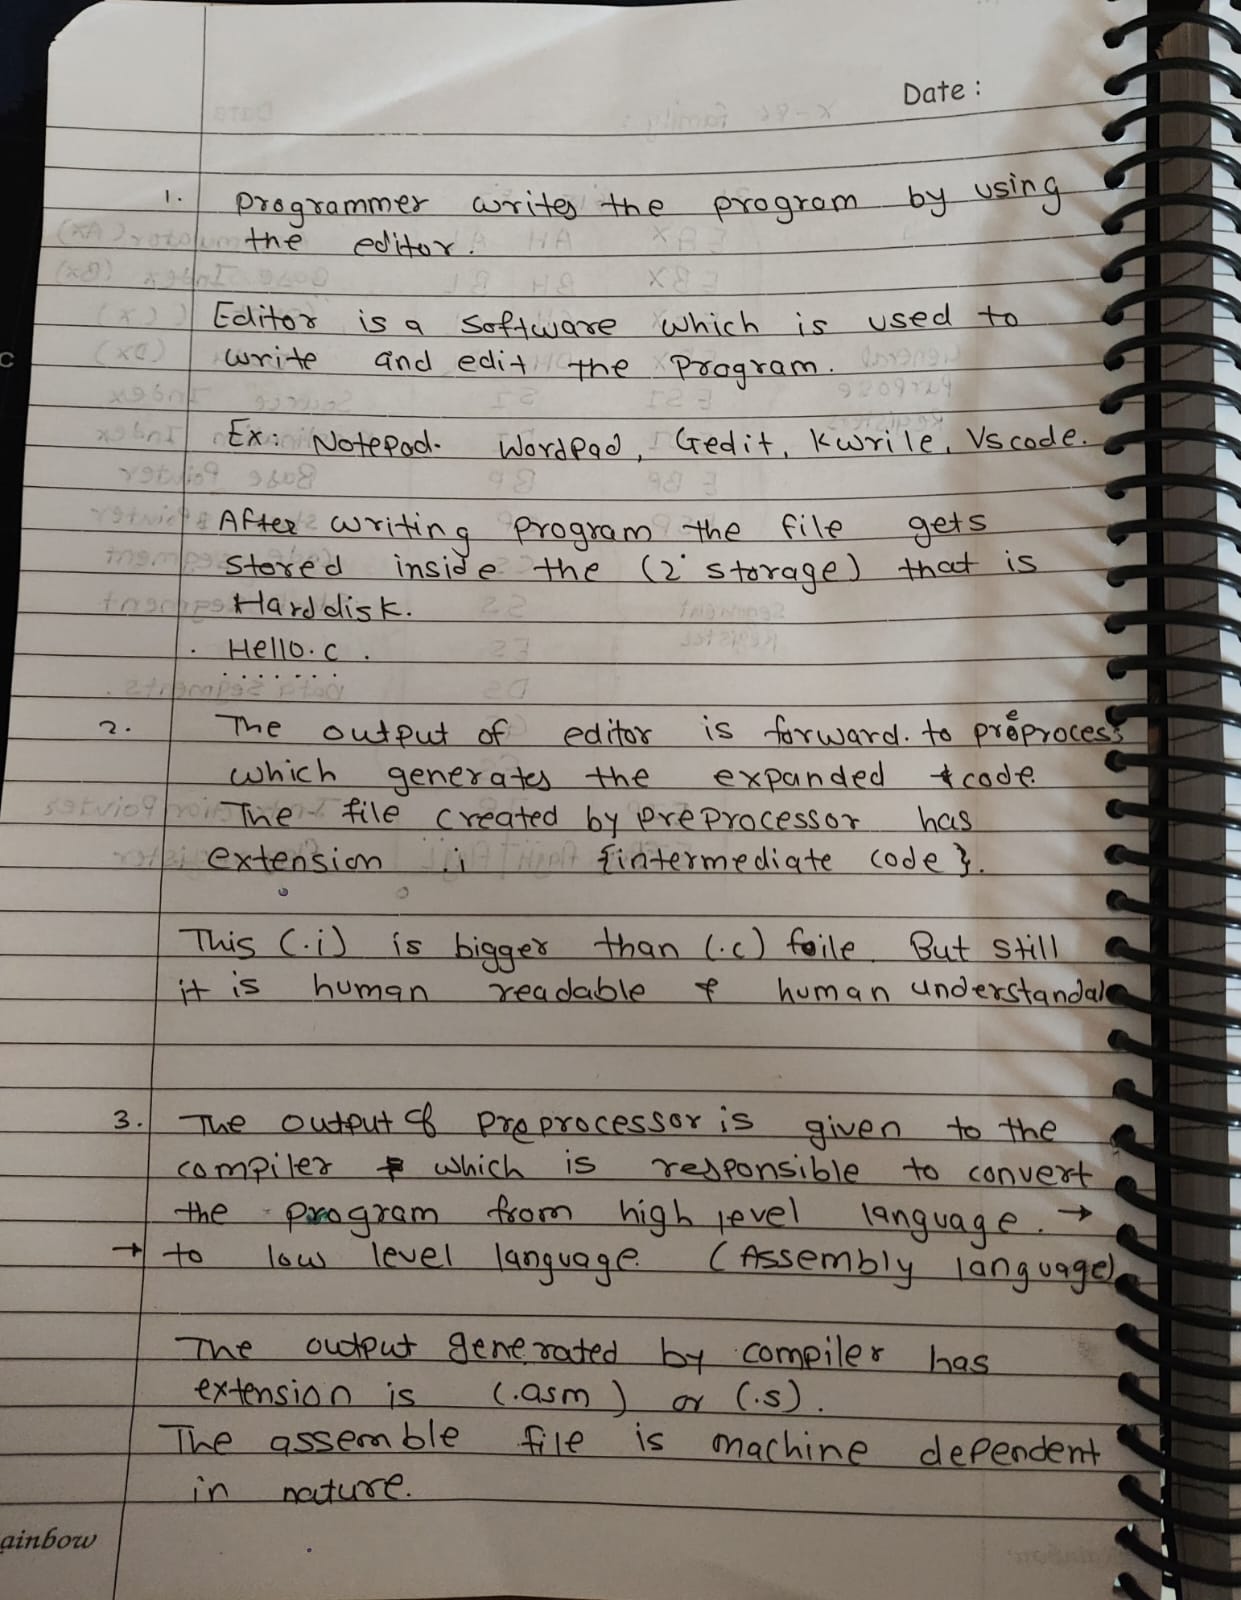 Date :
1. Programmer writes the program by using
the editor.
Editor is a software which is used to
write and edit the program.
Ex: Notepad. Wordpad, Gedit, kwrile, Vscode.
After writing program the file gets
stored inside the (2° storage) that is
Harddisk.
. Hello.c .
2. The output of editor is forward. to preprocess
which generates the expanded code.
The file created by preprocessor has
extension .i {intermediate code}.
This (.i) is bigger than (.c) foile. But still
it is human readable & human understandale
3. The output of preprocessor is given to the
compiler which is responsible to convert
the program from high level language. →
→ to low level language. (Assembly language)
The output generated by compiler has
extension is (.asm) or (.s).
The assemble file is machine dependent
in nature.
ainbow